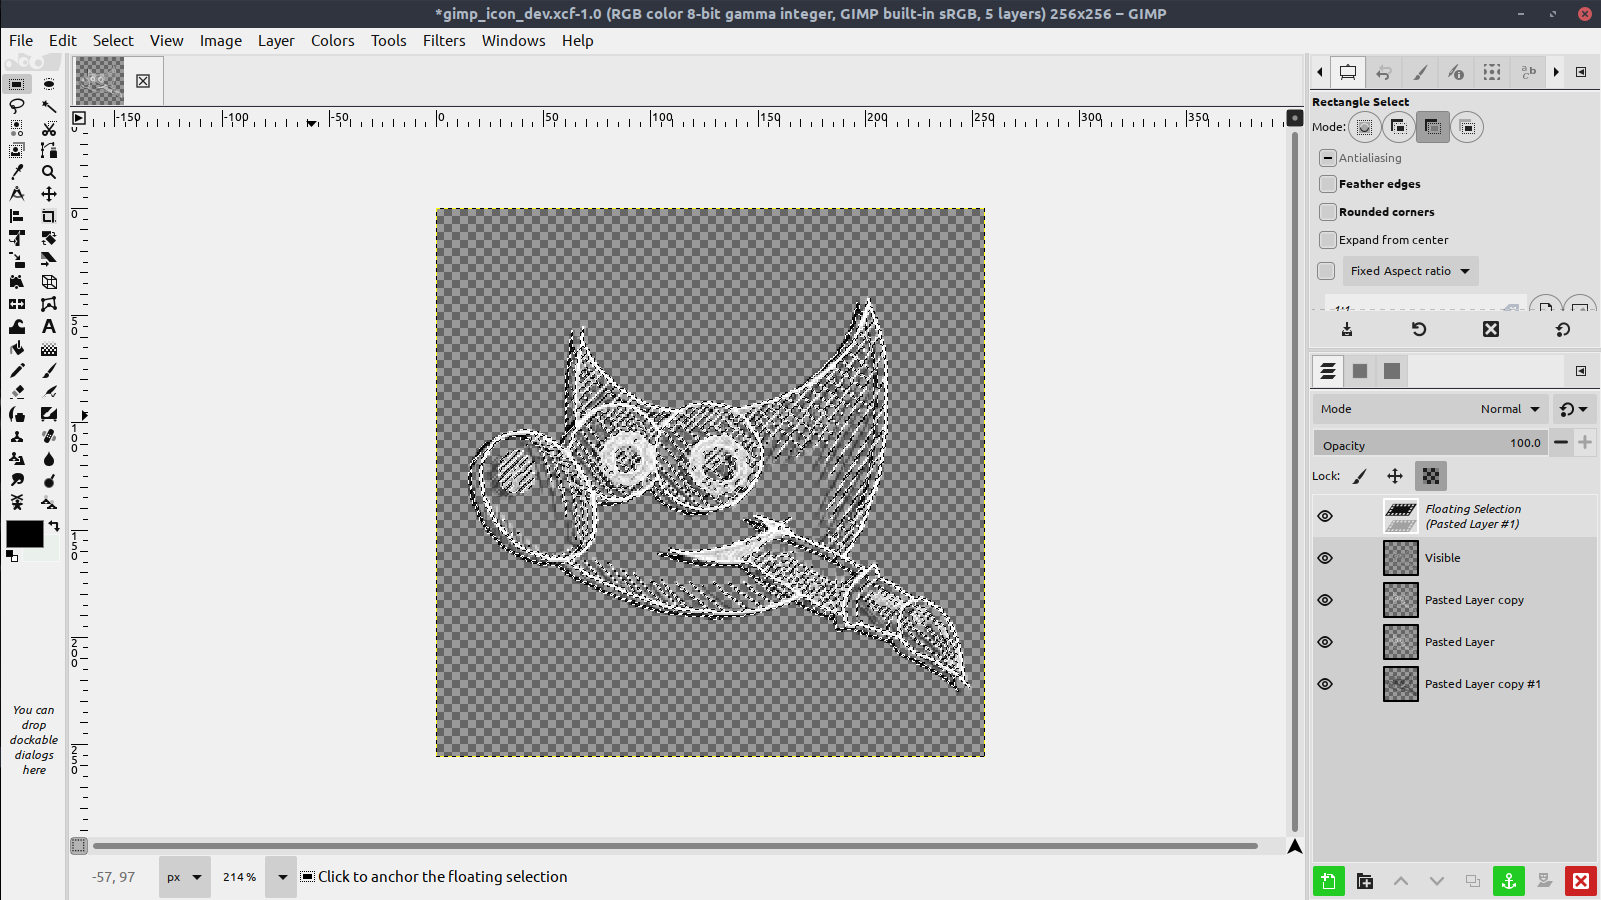 *gimp_icon_dev.xcf-1.0 (RGB color 8-bit gamma integer, GIMP built-in sRGB, 5 layers) 256x256 – GIMP
File Edit Select View Image Layer Colors Tools Filters Windows Help
-150 -100 -50 0 50 100 150 200 250 300 350
0
50
100
150
200
250
You can
drop
dockable
dialogs
here
-57, 97 px 214 % Click to anchor the floating selection
Rectangle Select
Mode:
Antialiasing
Feather edges
Rounded corners
Expand from center
Fixed Aspect ratio
1:1
Mode Normal
Opacity 100.0
Lock:
Floating Selection
(Pasted Layer #1)
Visible
Pasted Layer copy
Pasted Layer
Pasted Layer copy #1